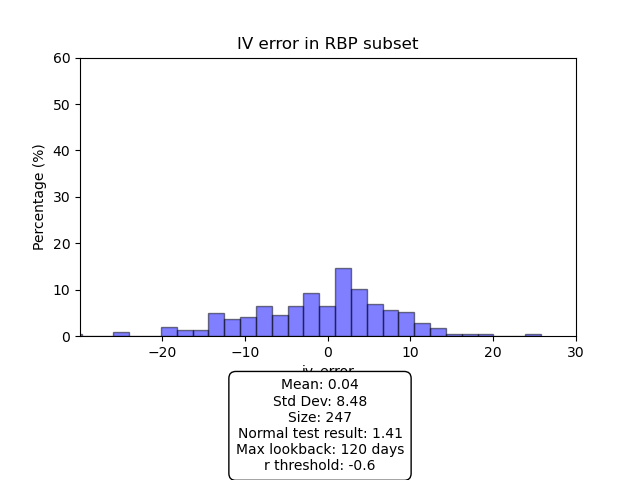 IV error in RBP subset
Percentage (%)
60
50
40
30
20
10
0
−20
−10
0
10
20
30
iv_error
Mean: 0.04
Std Dev: 8.48
Size: 247
Normal test result: 1.41
Max lookback: 120 days
r threshold: -0.6